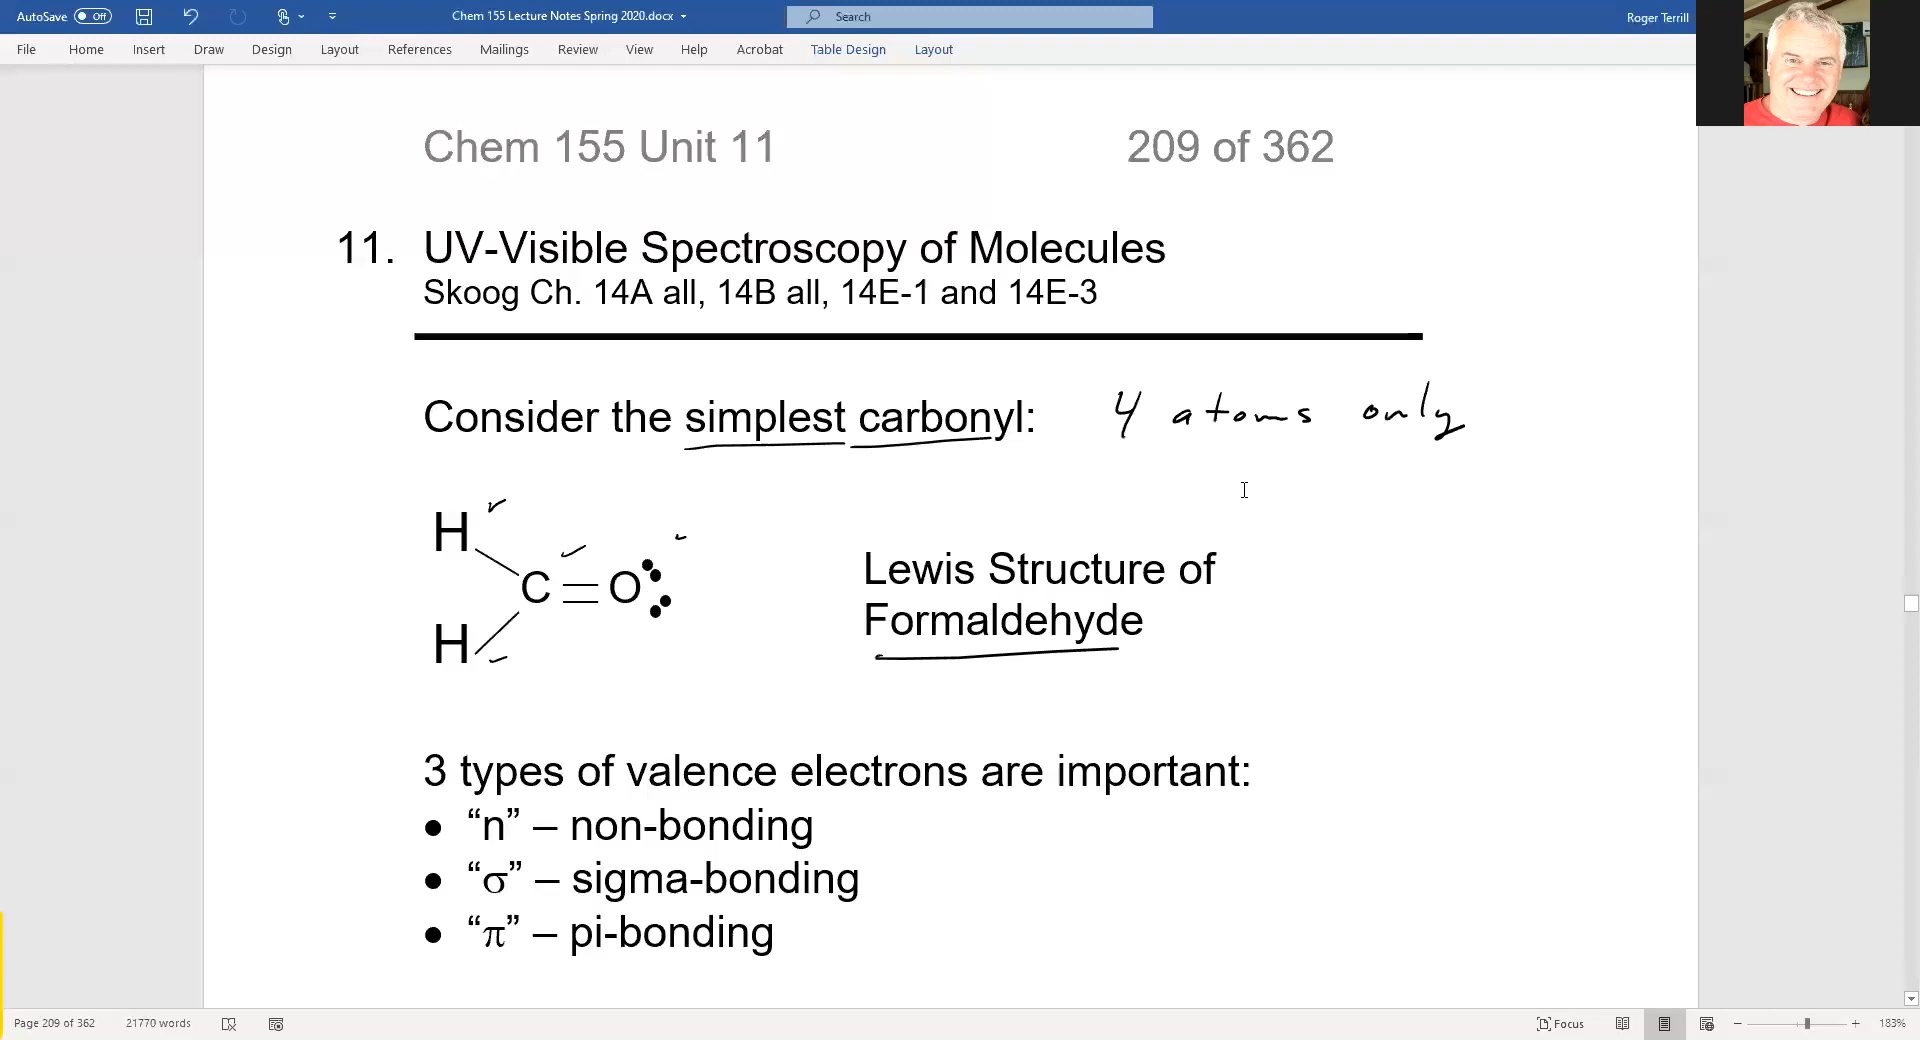 AutoSave Off Chem 155 Lecture Notes Spring 2020.docx Search Roger Terrill
File Home Insert Draw Design Layout References Mailings Review View Help Acrobat Table Design Layout
Chem 155 Unit 11 209 of 362
11. UV-Visible Spectroscopy of Molecules
Skoog Ch. 14A all, 14B all, 14E-1 and 14E-3
Consider the simplest carbonyl: 4 atoms only
H
C O
H
Lewis Structure of
Formaldehyde
3 types of valence electrons are important:
● “n” – non-bonding
● “σ” – sigma-bonding
● “π” – pi-bonding
Page 209 of 362 21770 words Focus 183%